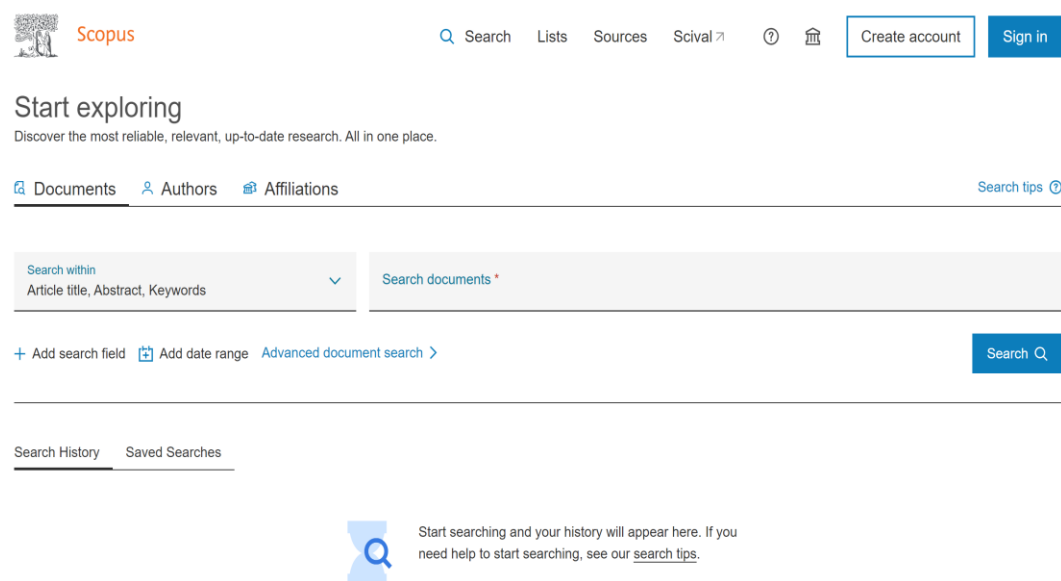 Scopus
Search Lists Sources Scival Create account Sign in
Start exploring
Discover the most reliable, relevant, up-to-date research. All in one place.
Documents Authors Affiliations Search tips
Search within
Article title, Abstract, Keywords
Search documents *
+ Add search field Add date range Advanced document search
Search
Search History Saved Searches
Start searching and your history will appear here. If you
need help to start searching, see our search tips.